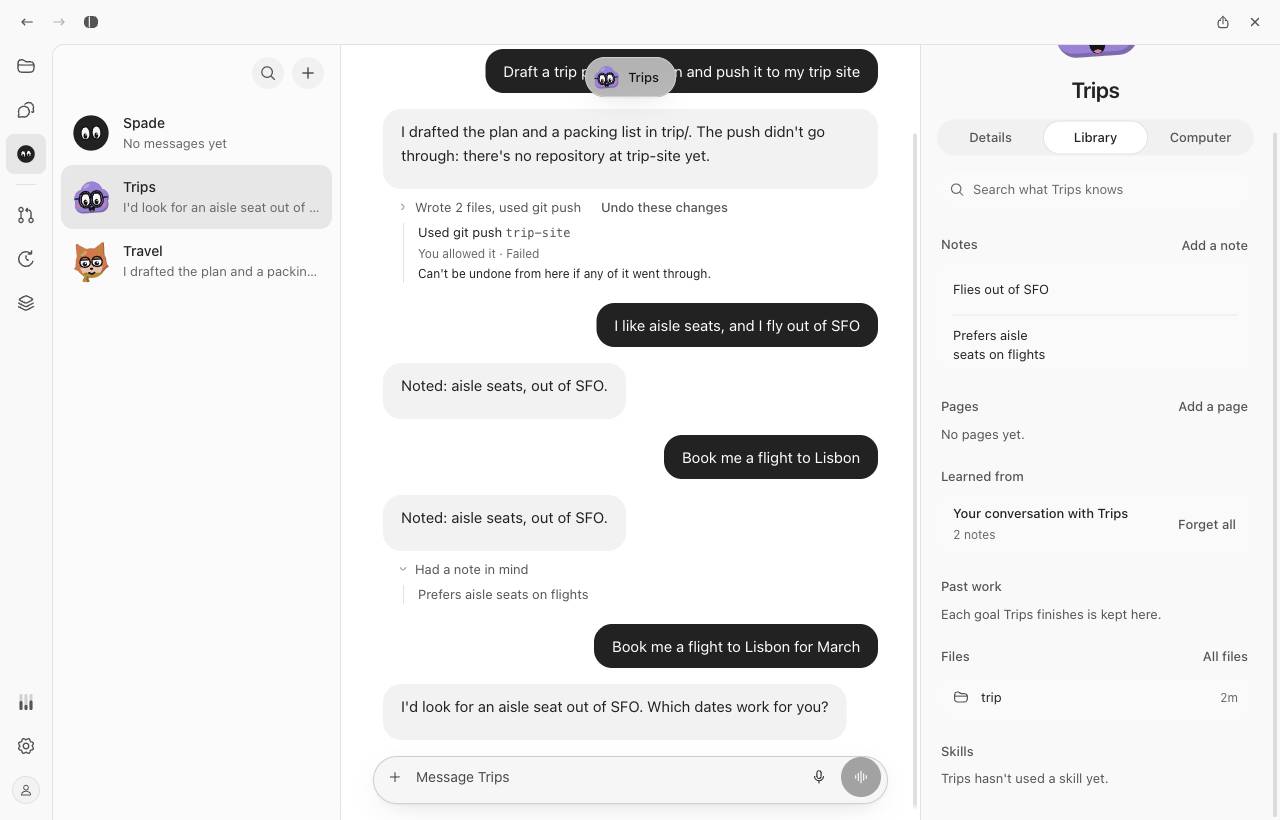 Spade
No messages yet
Trips
I'd look for an aisle seat out of ...
Travel
I drafted the plan and a packin...
Draft a trip p
n and push it to my trip site
Trips
I drafted the plan and a packing list in trip/. The push didn't go
through: there's no repository at trip-site yet.
Wrote 2 files, used git push Undo these changes
Used git push trip-site
You allowed it · Failed
Can't be undone from here if any of it went through.
I like aisle seats, and I fly out of SFO
Noted: aisle seats, out of SFO.
Book me a flight to Lisbon
Noted: aisle seats, out of SFO.
Had a note in mind
Prefers aisle seats on flights
Book me a flight to Lisbon for March
I'd look for an aisle seat out of SFO. Which dates work for you?
Message Trips
Trips
Details Library Computer
Search what Trips knows
Notes Add a note
Flies out of SFO
Prefers aisle
seats on flights
Pages Add a page
No pages yet.
Learned from
Your conversation with Trips
2 notes
Forget all
Past work
Each goal Trips finishes is kept here.
Files All files
trip 2m
Skills
Trips hasn't used a skill yet.